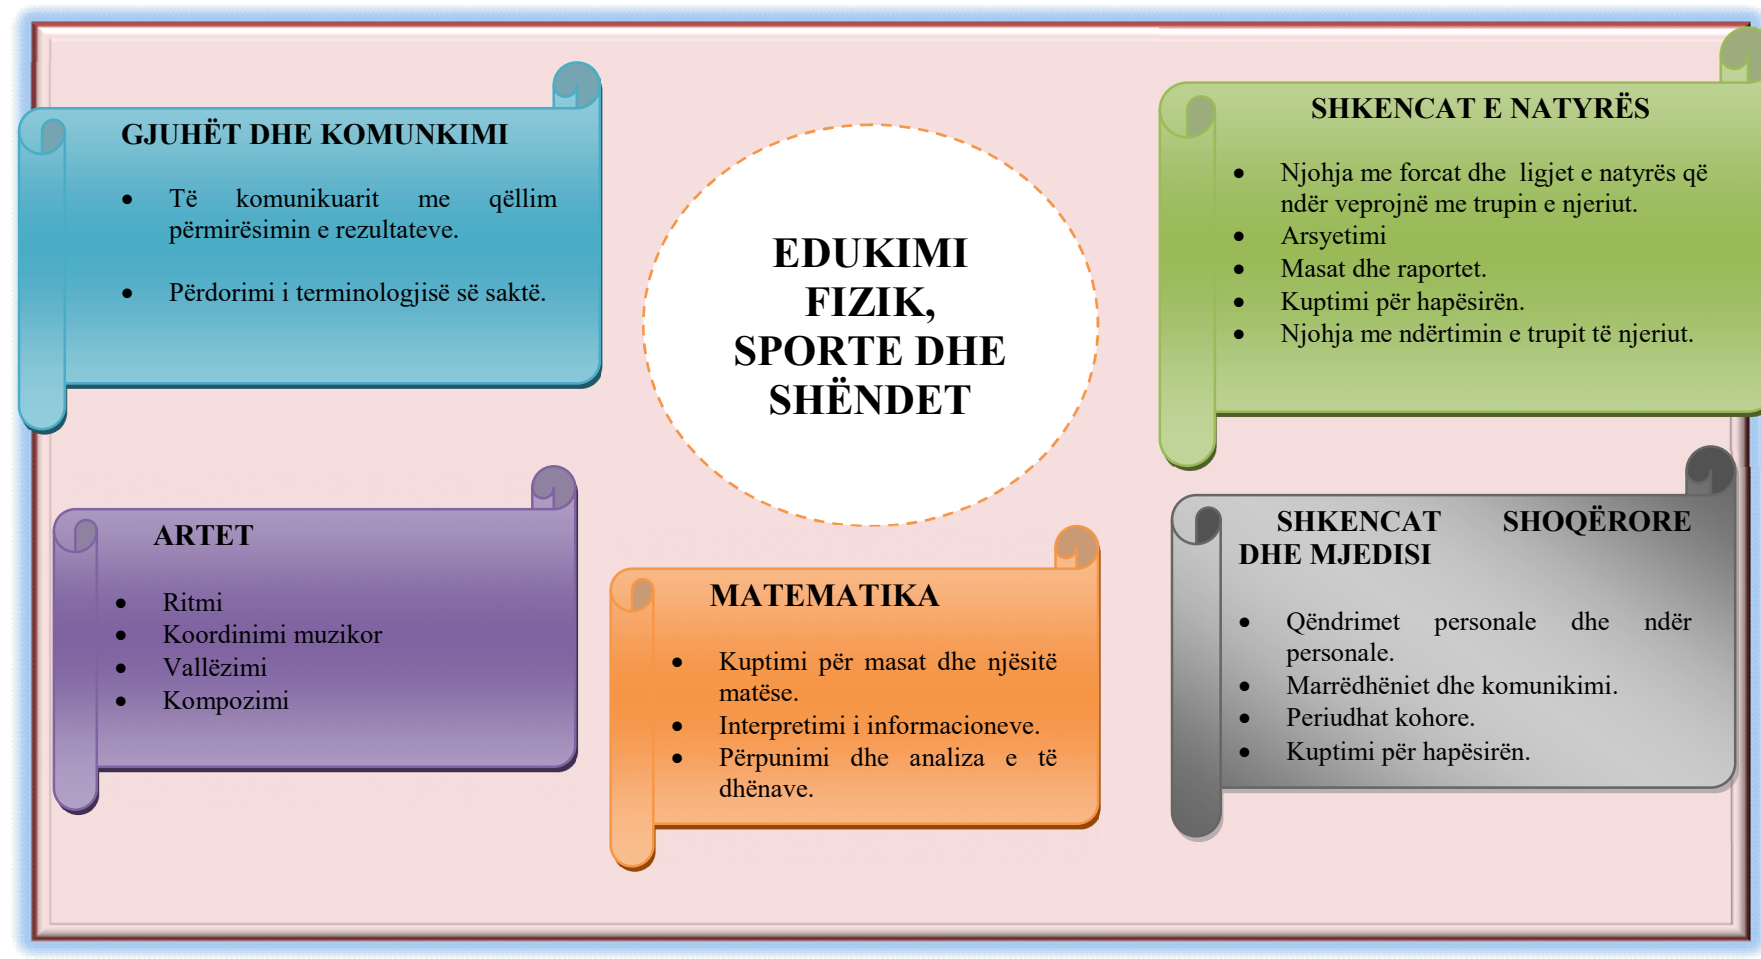 GJUHËT DHE KOMUNKIMI
• Të komunikuarit me qëllim
përmirësimin e rezultateve.
• Përdorimi i terminologjisë së saktë.
EDUKIMI
FIZIK,
SPORTE DHE
SHËNDET
SHKENCAT E NATYRËS
• Njohja me forcat dhe ligjet e natyrës që
ndër veprojnë me trupin e njeriut.
• Arsyetimi
• Masat dhe raportet.
• Kuptimi për hapësirën.
• Njohja me ndërtimin e trupit të njeriut.
ARTET
• Ritmi
• Koordinimi muzikor
• Vallëzimi
• Kompozimi
MATEMATIKA
• Kuptimi për masat dhe njësitë
matëse.
• Interpretimi i informacioneve.
• Përpunimi dhe analiza e të
dhënave.
SHKENCAT SHOQËRORE
DHE MJEDISI
• Qëndrimet personale dhe ndër
personale.
• Marrëdhëniet dhe komunikimi.
• Periudhat kohore.
• Kuptimi për hapësirën.